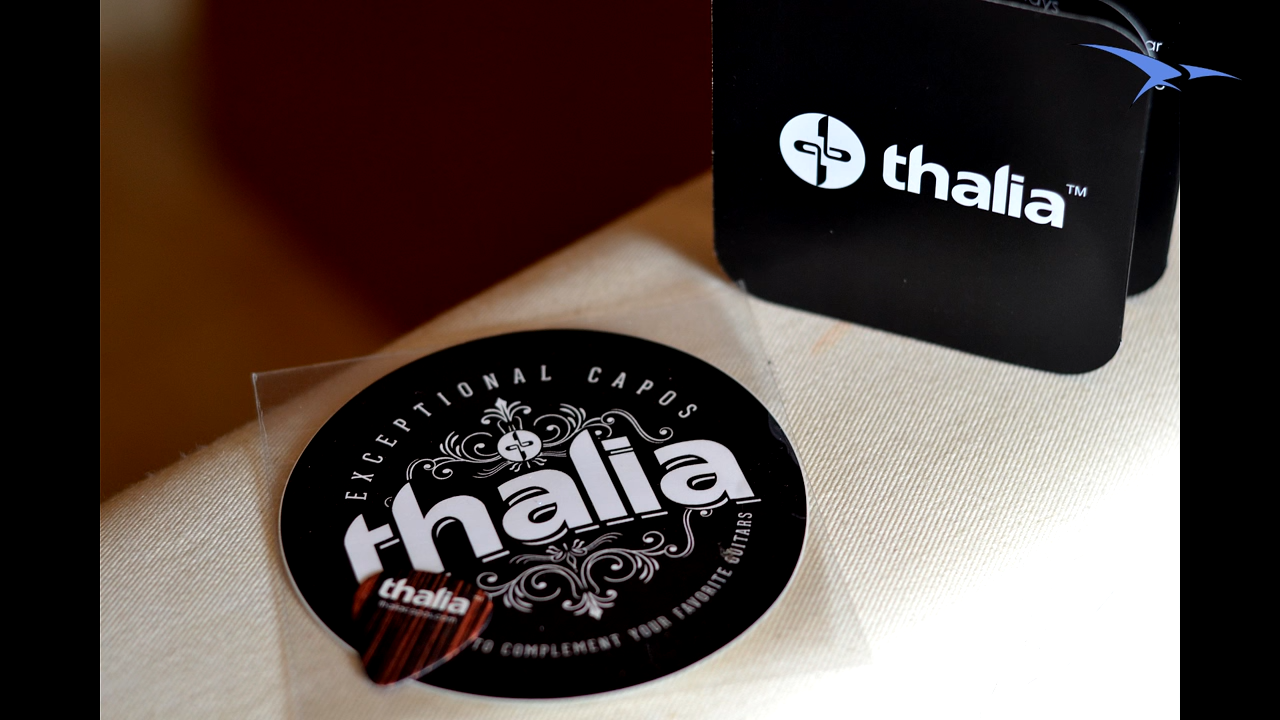 thalia™
EXCEPTIONAL CAPOS
thalia
TO COMPLEMENT YOUR FAVORITE GUITARS
thalia